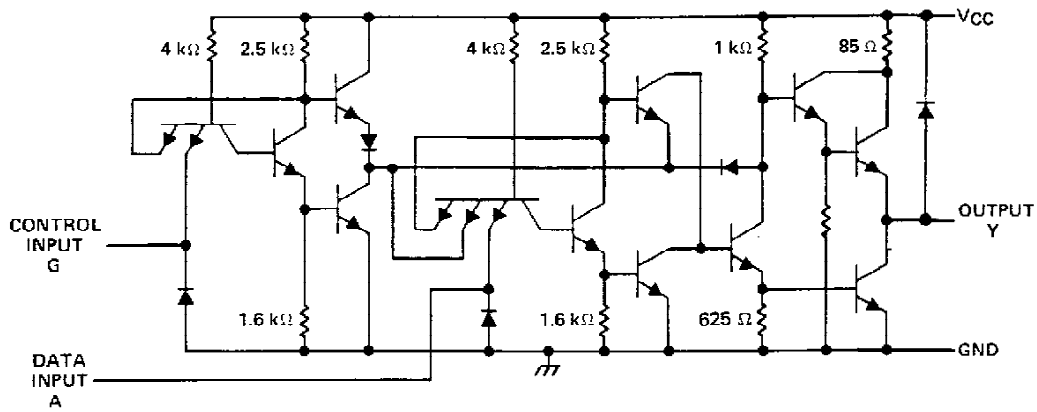 VCC
4 kΩ
2.5 kΩ
4 kΩ
2.5 kΩ
1 kΩ
85 Ω
CONTROL
INPUT
G
OUTPUT
Y
1.6 kΩ
1.6 kΩ
625 Ω
GND
DATA
INPUT
A